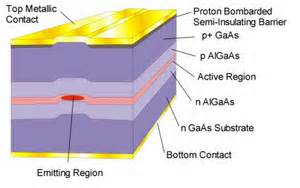 Top Metallic
Contact
Proton Bombarded
Semi-Insulating Barrier
p+ GaAs
p AlGaAs
Active Region
n AlGaAs
n GaAs Substrate
Bottom Contact
Emitting Region